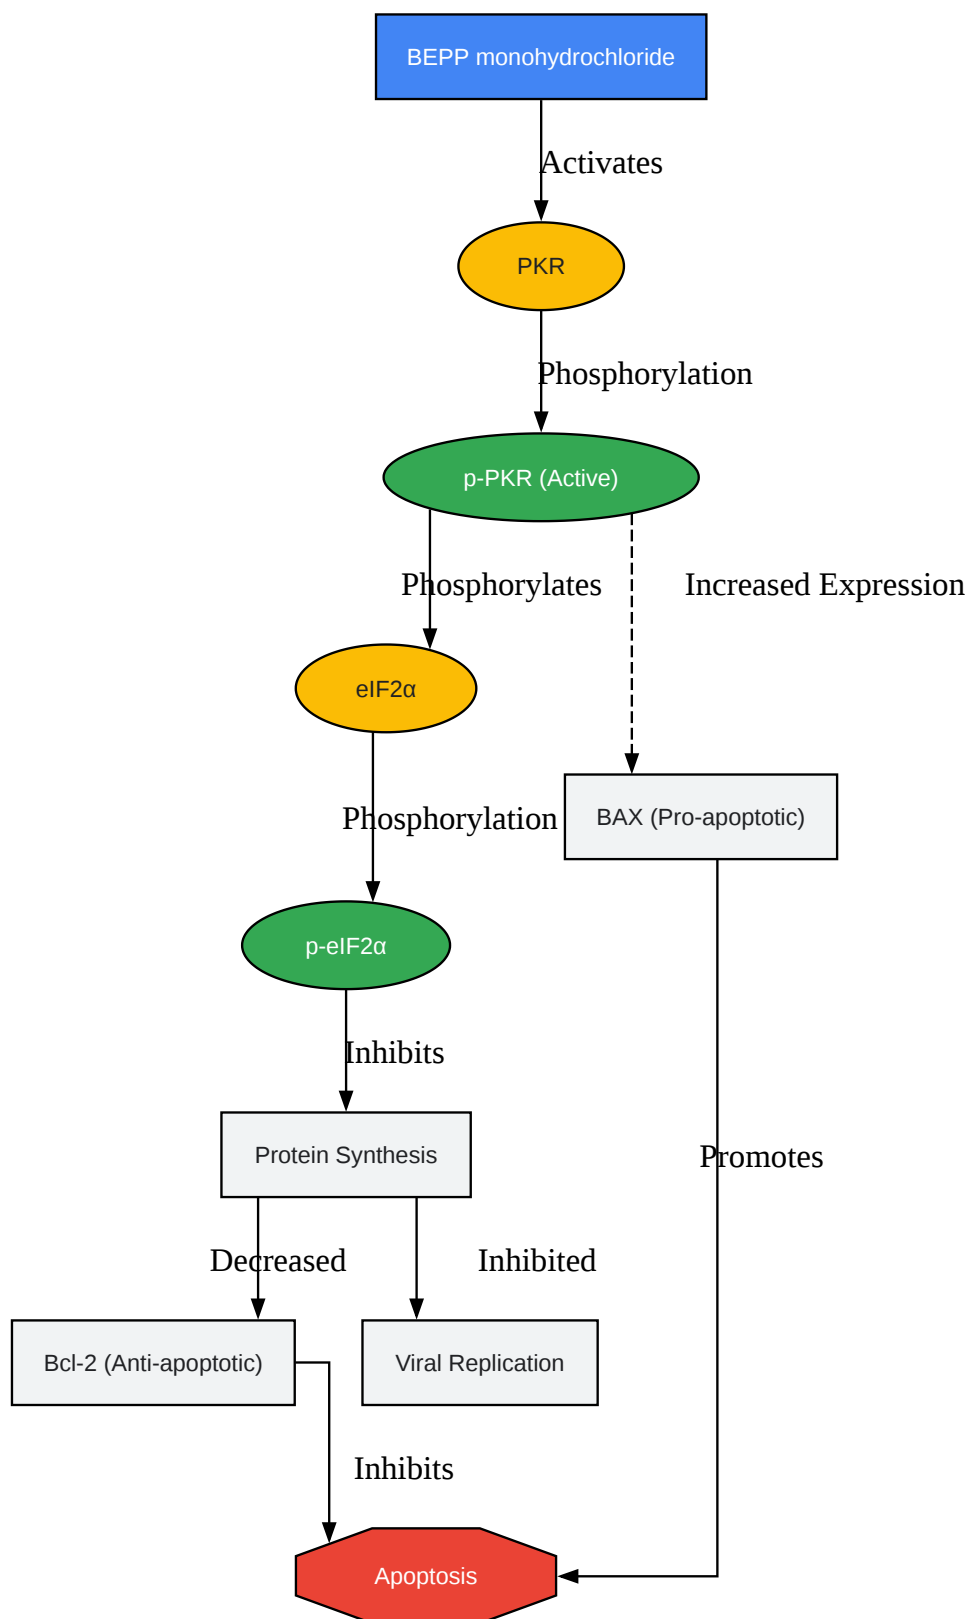 BEPP monohydrochloride
Activates
PKR
Phosphorylation
p-PKR (Active)
Phosphorylates
Increased Expression
eIF2α
Phosphorylation
BAX (Pro-apoptotic)
p-eIF2α
Inhibits
Protein Synthesis
Promotes
Decreased
Inhibited
Bcl-2 (Anti-apoptotic)
Viral Replication
Inhibits
Apoptosis